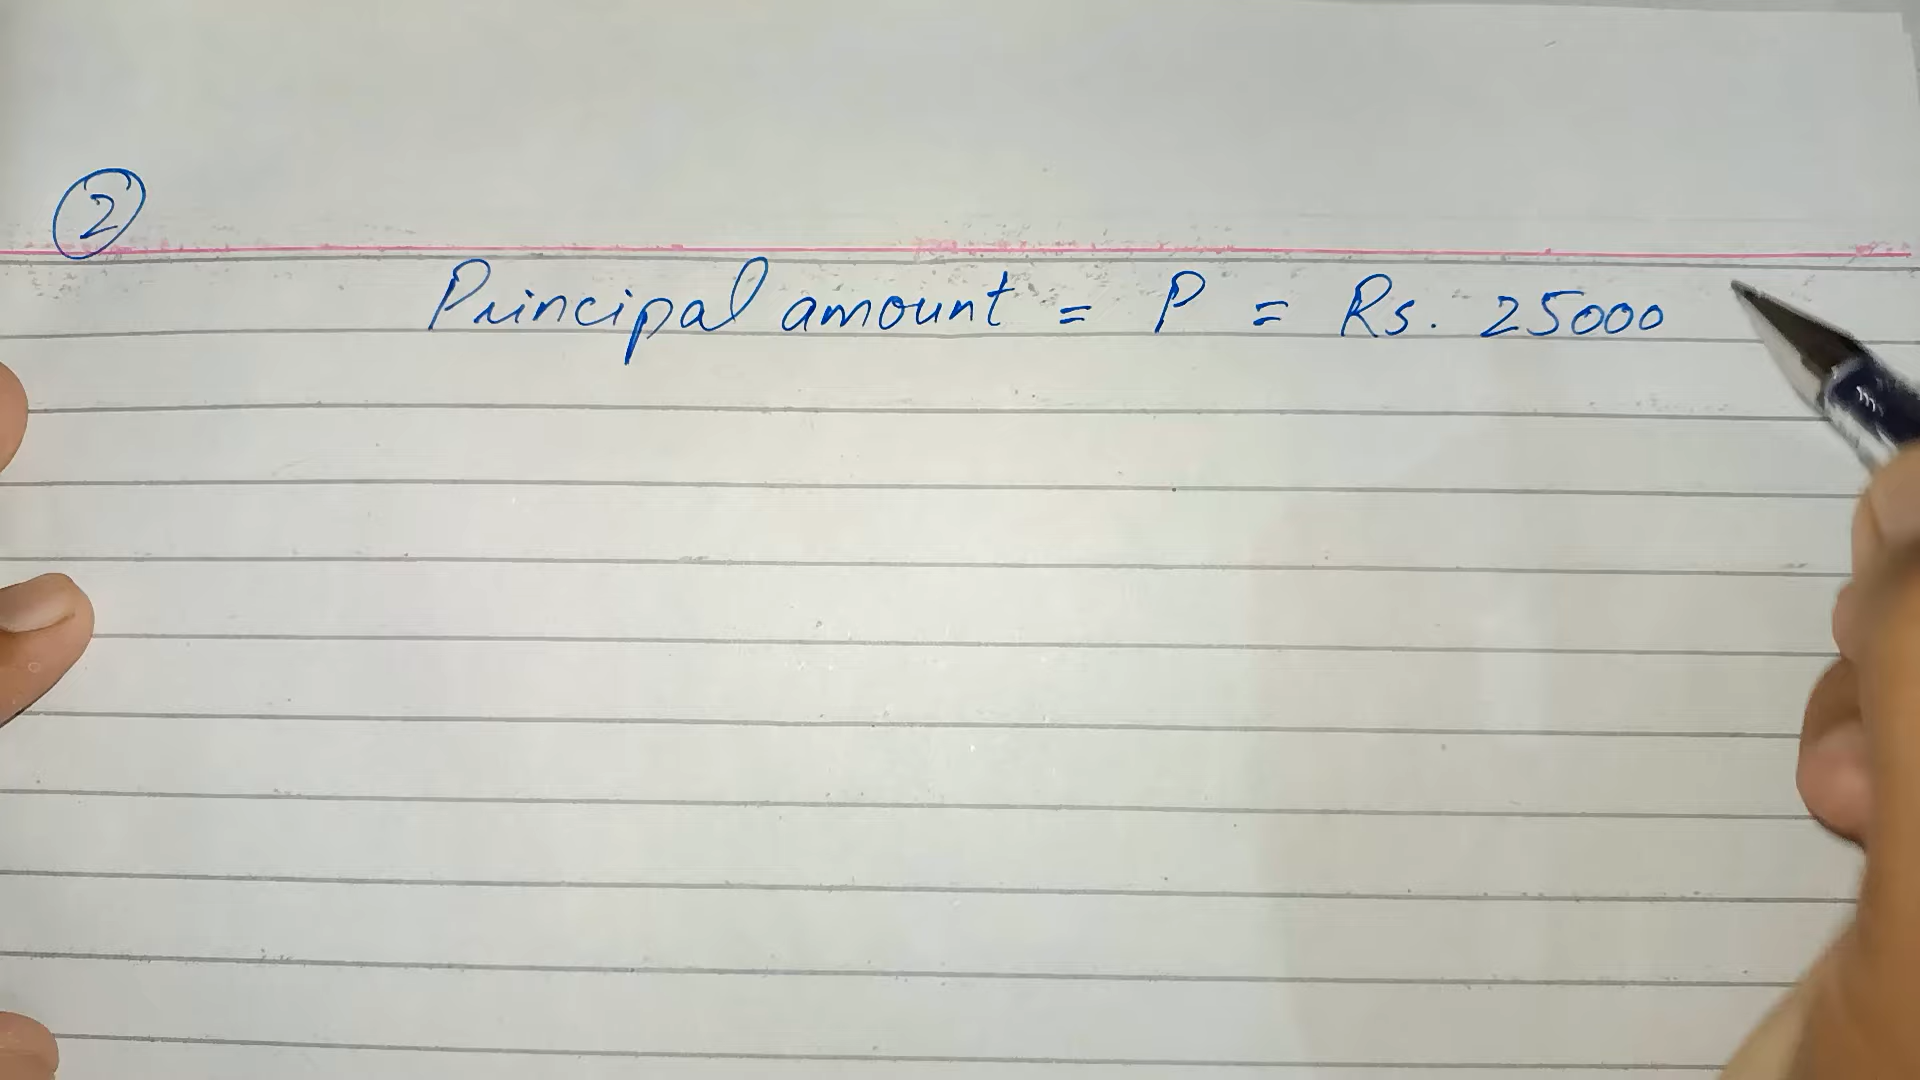 2
Principal amount = P = Rs. 25000